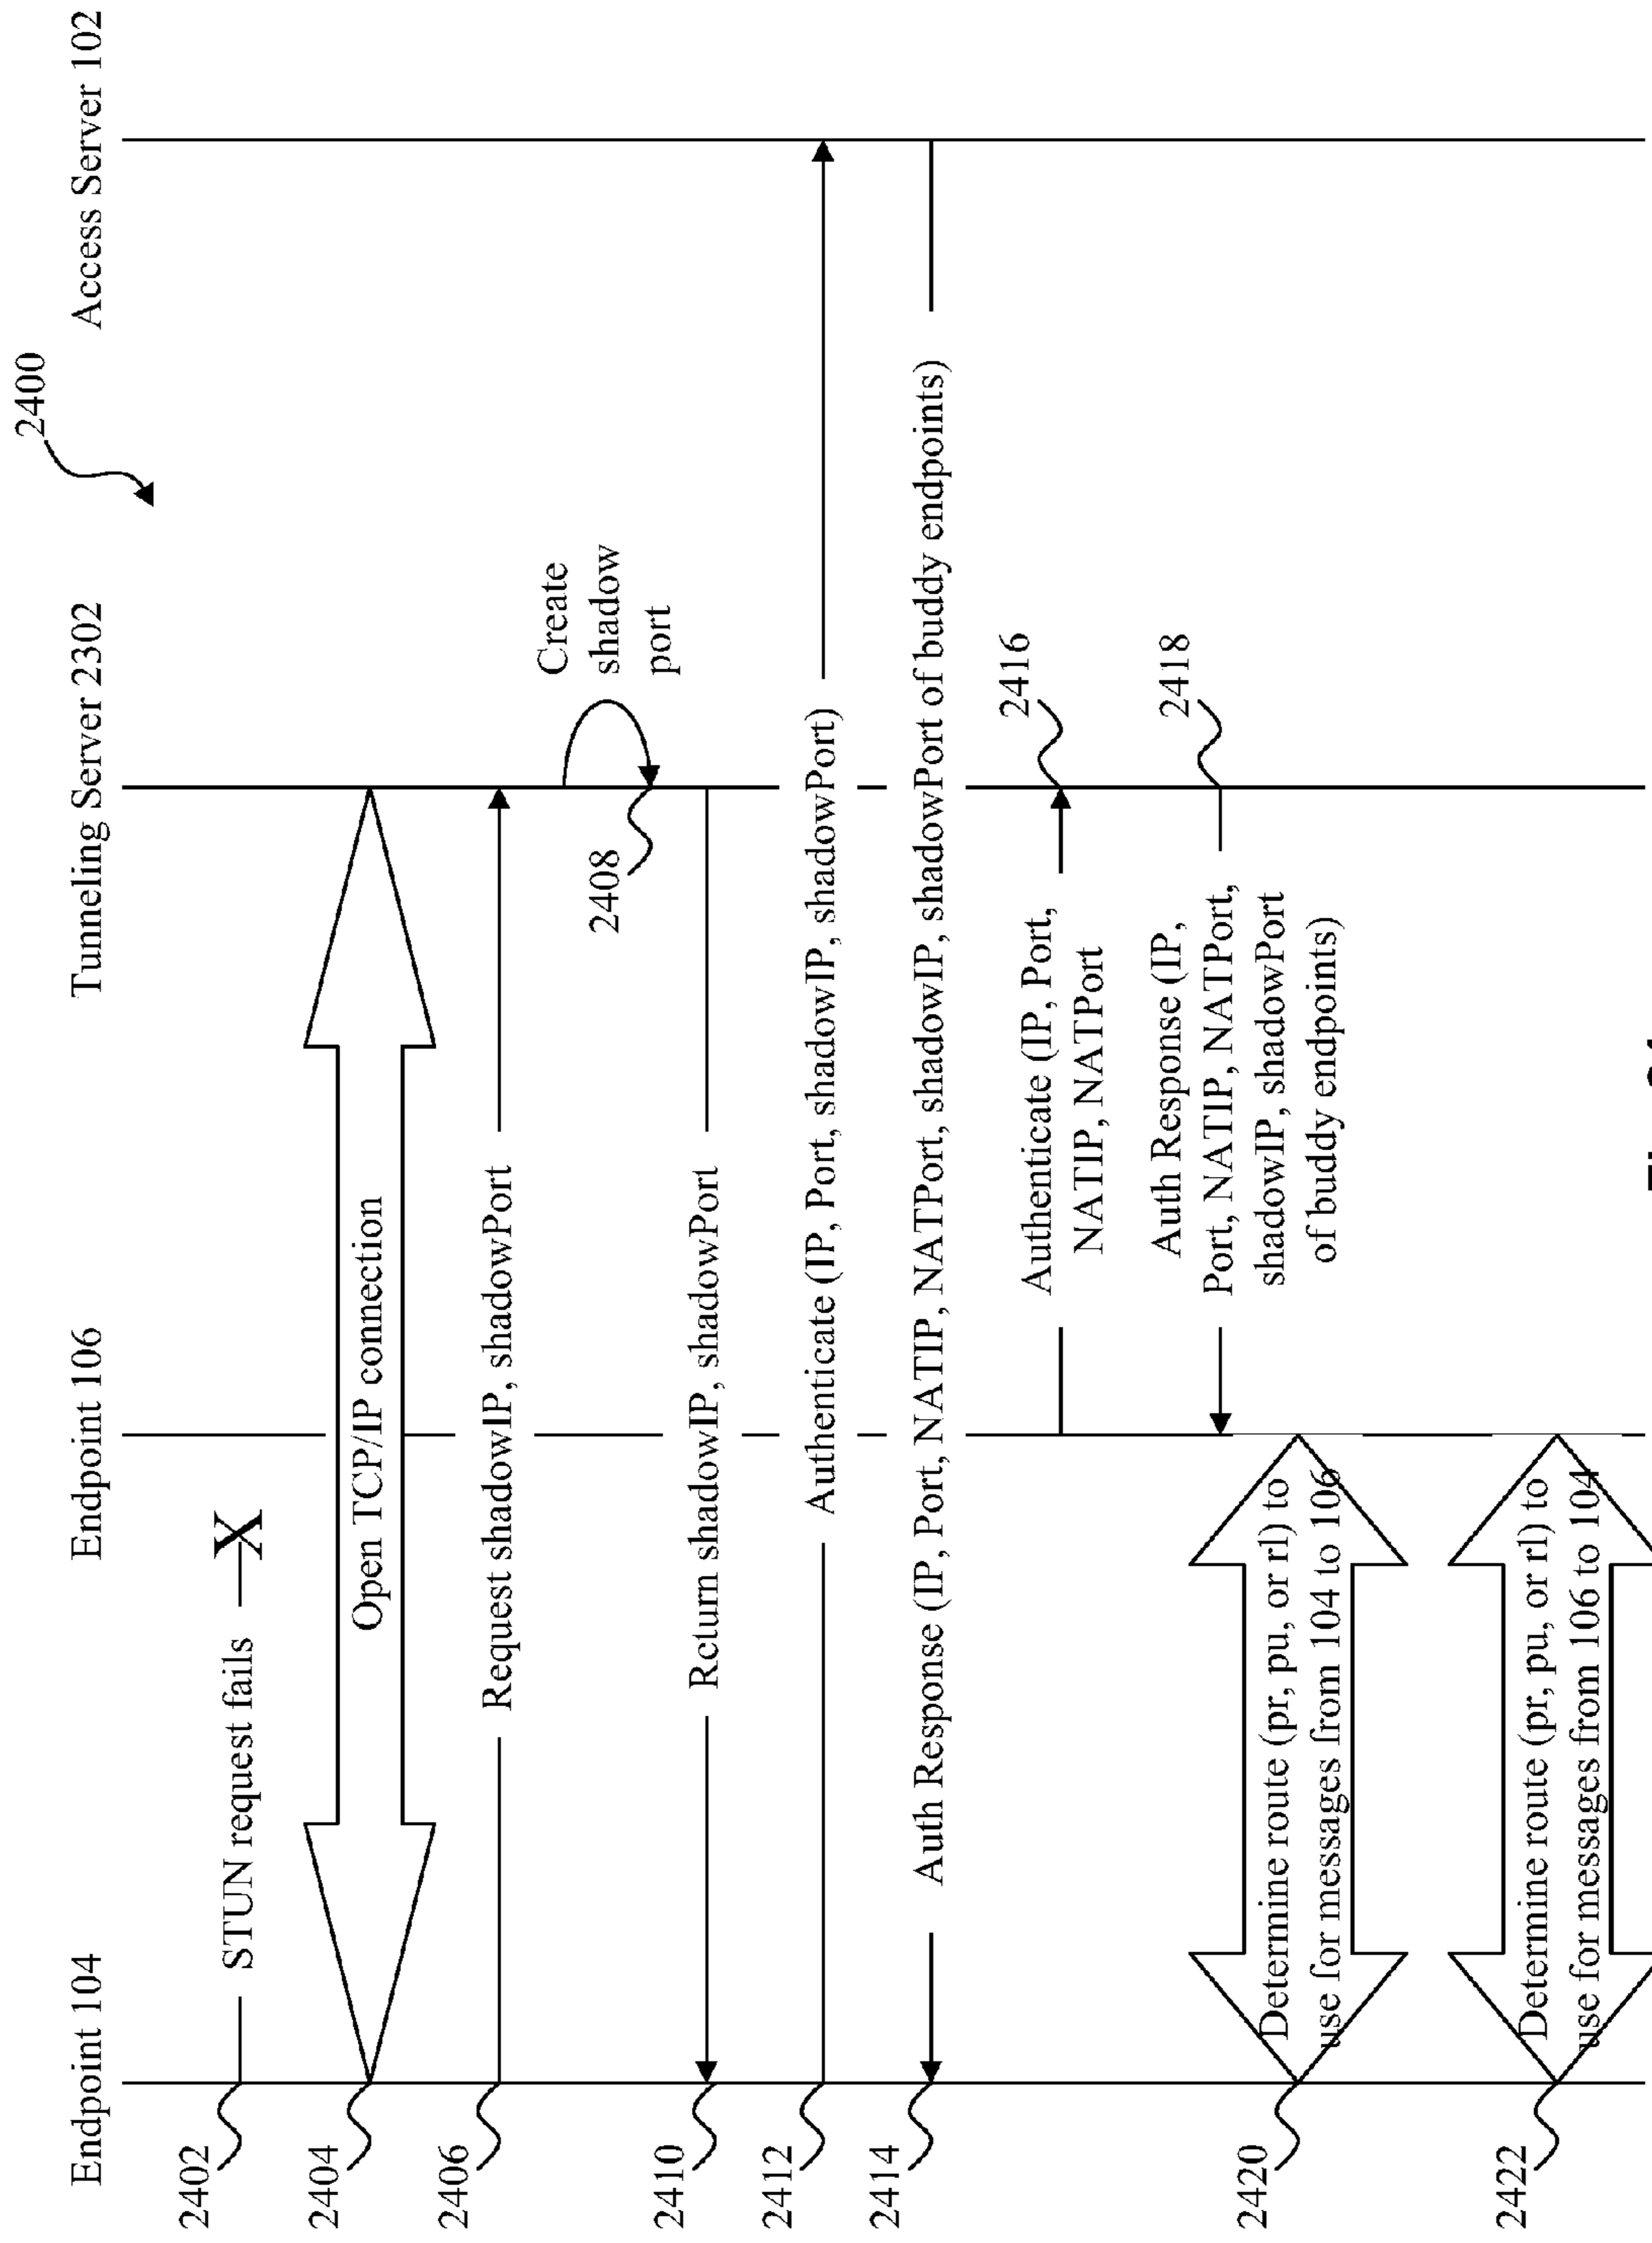 2400
Endpoint 104
Endpoint 106
Tunneling Server 2302
Access Server 102
2402
STUN request fails
X
2404
Open TCP/IP connection
2406
Request shadowIP, shadowPort
Create
shadow
port
2408
2410
Return shadowIP, shadowPort
2412
Authenticate (IP, Port, shadowIP, shadowPort)
2414
Auth Response (IP, Port, NATIP, NATPort, shadowIP, shadowPort of buddy endpoints)
2416
Authenticate (IP, Port,
NATIP, NATPort
2418
Auth Response (IP,
Port, NATIP, NATPort,
shadowIP, shadowPort
of buddy endpoints)
2420
Determine route (pr, pu, or rl) to
use for messages from 104 to 106
2422
Determine route (pr, pu, or rl) to
use for messages from 106 to 104